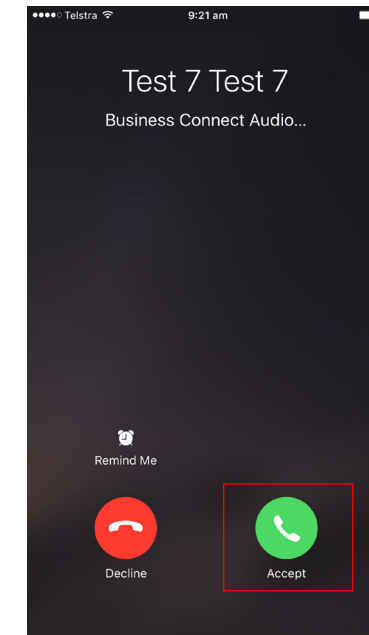 Telstra 9:21 am
Test 7 Test 7
Business Connect Audio...
Remind Me
Decline Accept